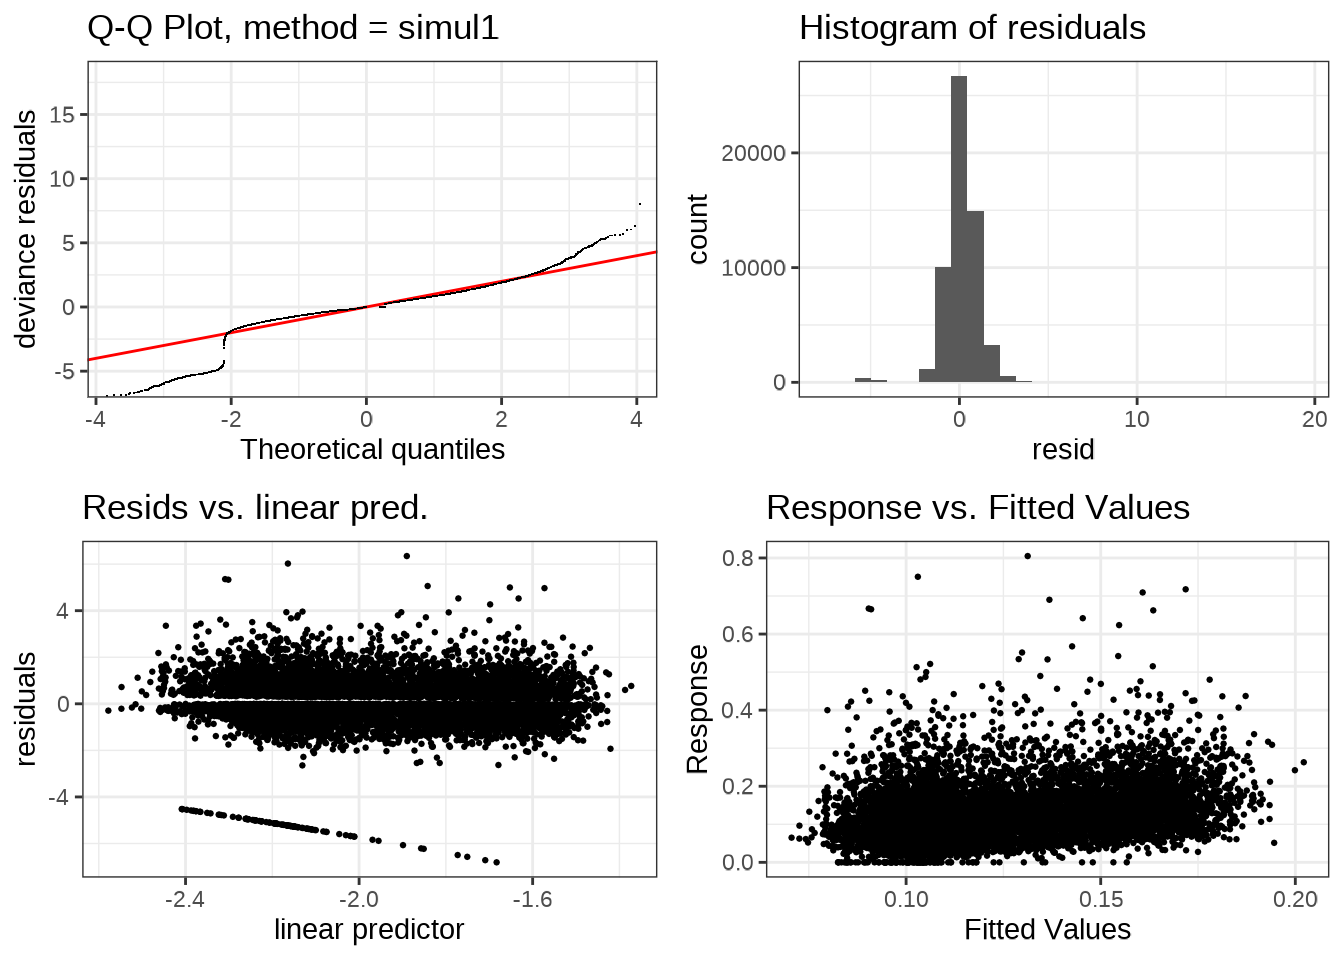 Q-Q Plot, method = simul1
deviance residuals
15
10
5
0
-5
-4 -2 0 2 4
Theoretical quantiles
Histogram of residuals
count
20000
10000
0
0 10 20
resid
Resids vs. linear pred.
residuals
4
0
-4
-2.4 -2.0 -1.6
linear predictor
Response vs. Fitted Values
Response
0.8
0.6
0.4
0.2
0.0
0.10 0.15 0.20
Fitted Values